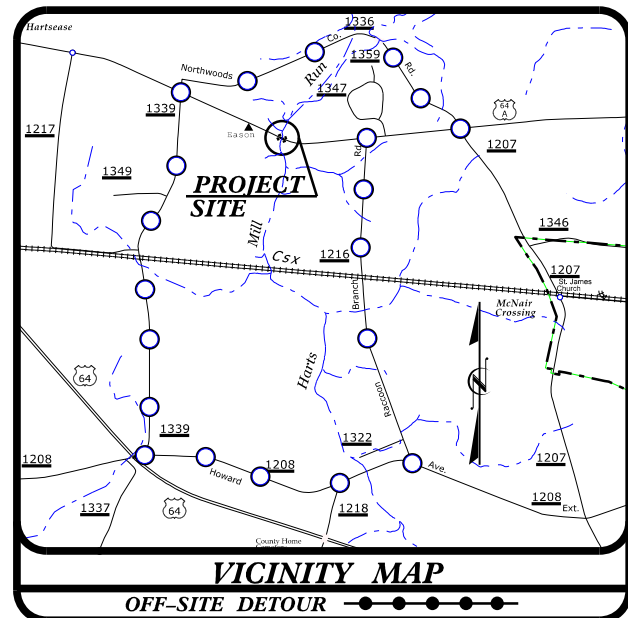 Hartsease
1336
Co.
Northwoods
Run
1359
Rd.
1347
1339
64
A
1217
Eason
Rd.
1207
1349
PROJECT
SITE
1346
Mill
Csx
1216
1207
St. James
Church
Branch
McNair
Crossing
64
Harts
Raccoon
1339
1322
1208
1208
Howard
Ave.
1207
1208
Ext.
1337
64
1218
County Home
VICINITY MAP
OFF-SITE DETOUR